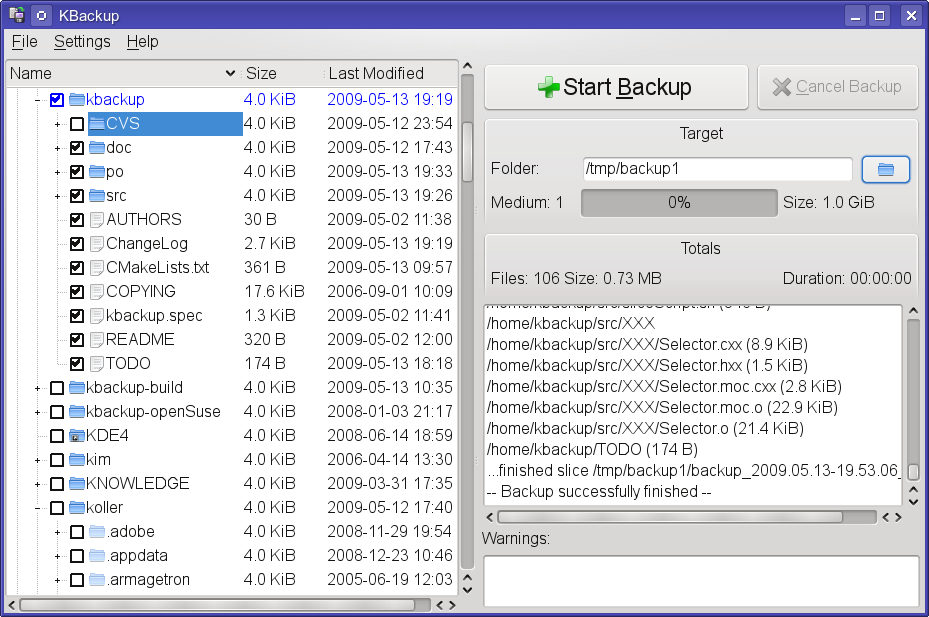 KBackup
File Settings Help
Name Size Last Modified
kbackup 4.0 KiB 2009-05-13 19:19
CVS 4.0 KiB 2009-05-12 23:54
doc 4.0 KiB 2009-05-12 17:43
po 4.0 KiB 2009-05-13 19:33
src 4.0 KiB 2009-05-13 19:26
AUTHORS 30 B 2009-05-02 11:38
ChangeLog 2.7 KiB 2009-05-13 19:19
CMakeLists.txt 361 B 2009-05-13 09:57
COPYING 17.6 KiB 2006-09-01 10:09
kbackup.spec 1.3 KiB 2009-05-02 11:41
README 320 B 2009-05-02 12:00
TODO 174 B 2009-05-13 18:18
kbackup-build 4.0 KiB 2009-05-13 10:35
kbackup-openSuse 4.0 KiB 2008-01-03 21:17
KDE4 4.0 KiB 2008-06-14 18:59
kim 4.0 KiB 2006-04-14 13:30
KNOWLEDGE 4.0 KiB 2009-03-31 17:35
koller 4.0 KiB 2009-05-12 17:40
.adobe 4.0 KiB 2008-11-29 19:54
.appdata 4.0 KiB 2008-12-23 10:46
.armagetron 4.0 KiB 2005-06-19 12:03
Start Backup Cancel Backup
Target
Folder: /tmp/backup1
Medium: 1 0% Size: 1.0 GiB
Totals
Files: 106 Size: 0.73 MB Duration: 00:00:00
/home/kbackup/src/XXX
/home/kbackup/src/XXX/Selector.cxx (8.9 KiB)
/home/kbackup/src/XXX/Selector.hxx (1.5 KiB)
/home/kbackup/src/XXX/Selector.moc.cxx (2.8 KiB)
/home/kbackup/src/XXX/Selector.moc.o (22.9 KiB)
/home/kbackup/src/XXX/Selector.o (21.4 KiB)
/home/kbackup/TODO (174 B)
...finished slice /tmp/backup1/backup_2009.05.13-19.53.06_
-- Backup successfully finished --
Warnings: